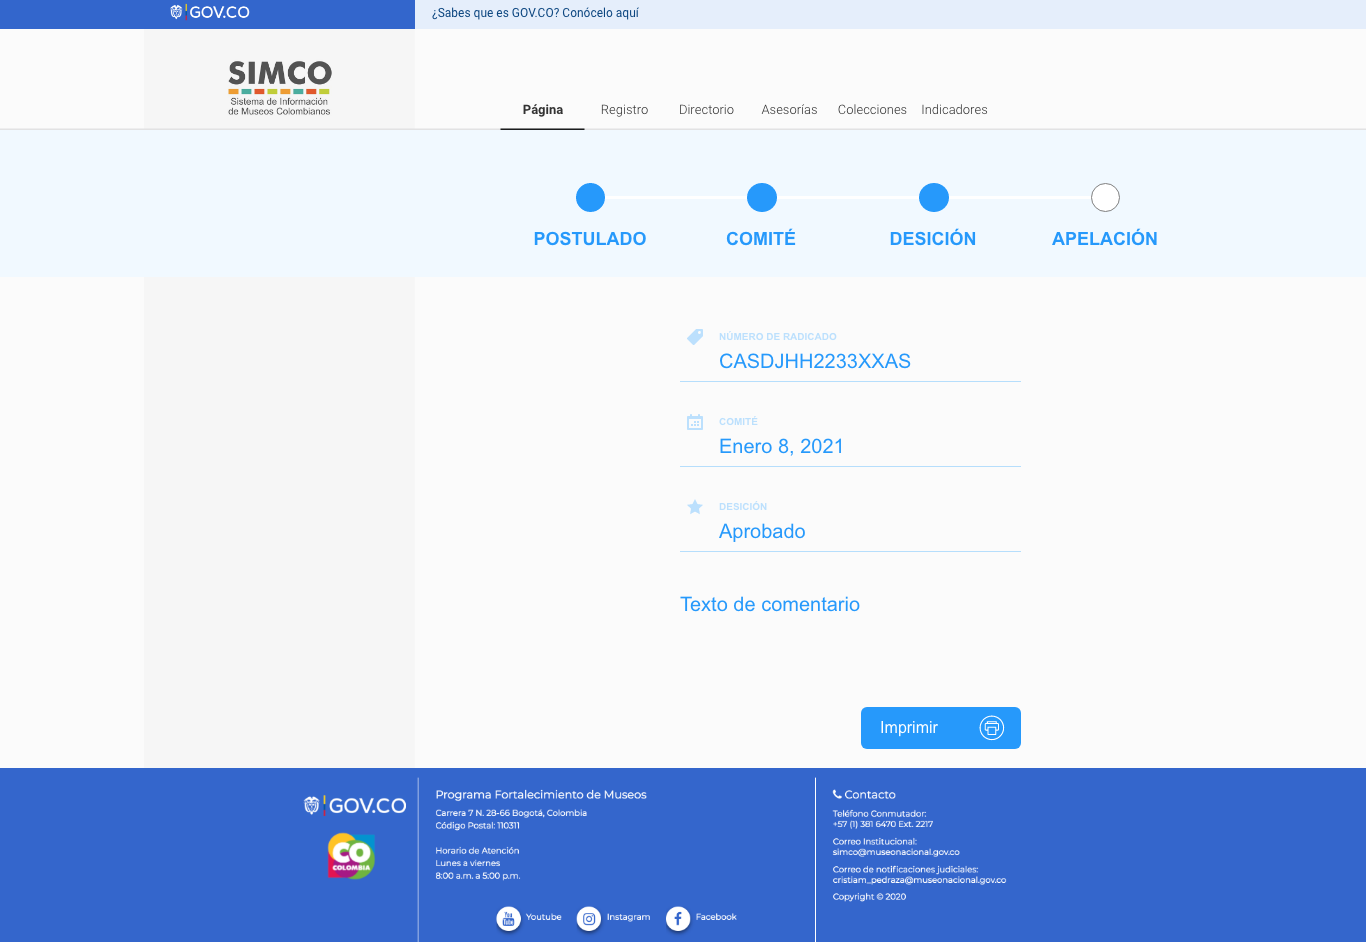 GOV.CO
¿Sabes que es GOV.CO? Conócelo aquí
SIMCO
Sistema de Información
de Museos Colombianos
Página
Registro
Directorio
Asesorías
Colecciones
Indicadores
POSTULADO
COMITÉ
DESICIÓN
APELACIÓN
NÚMERO DE RADICADO
CASDJHH2233XXAS
COMITÉ
Enero 8, 2021
DESICIÓN
Aprobado
Texto de comentario
Imprimir
GOV.CO
CO
COLOMBIA
Programa Fortalecimiento de Museos
Carrera 7 N. 28-66 Bogotá, Colombia
Código Postal: 110311
Horario de Atención
Lunes a viernes
8:00 a.m. a 5:00 p.m.
You
Tube
Youtube
Instagram
Facebook
Contacto
Teléfono Conmutador:
+57 (1) 381 6470 Ext. 2217
Correo Institucional:
simco@museonacional.gov.co
Correo de notificaciones judiciales:
cristiam_pedraza@museonacional.gov.co
Copyright © 2020